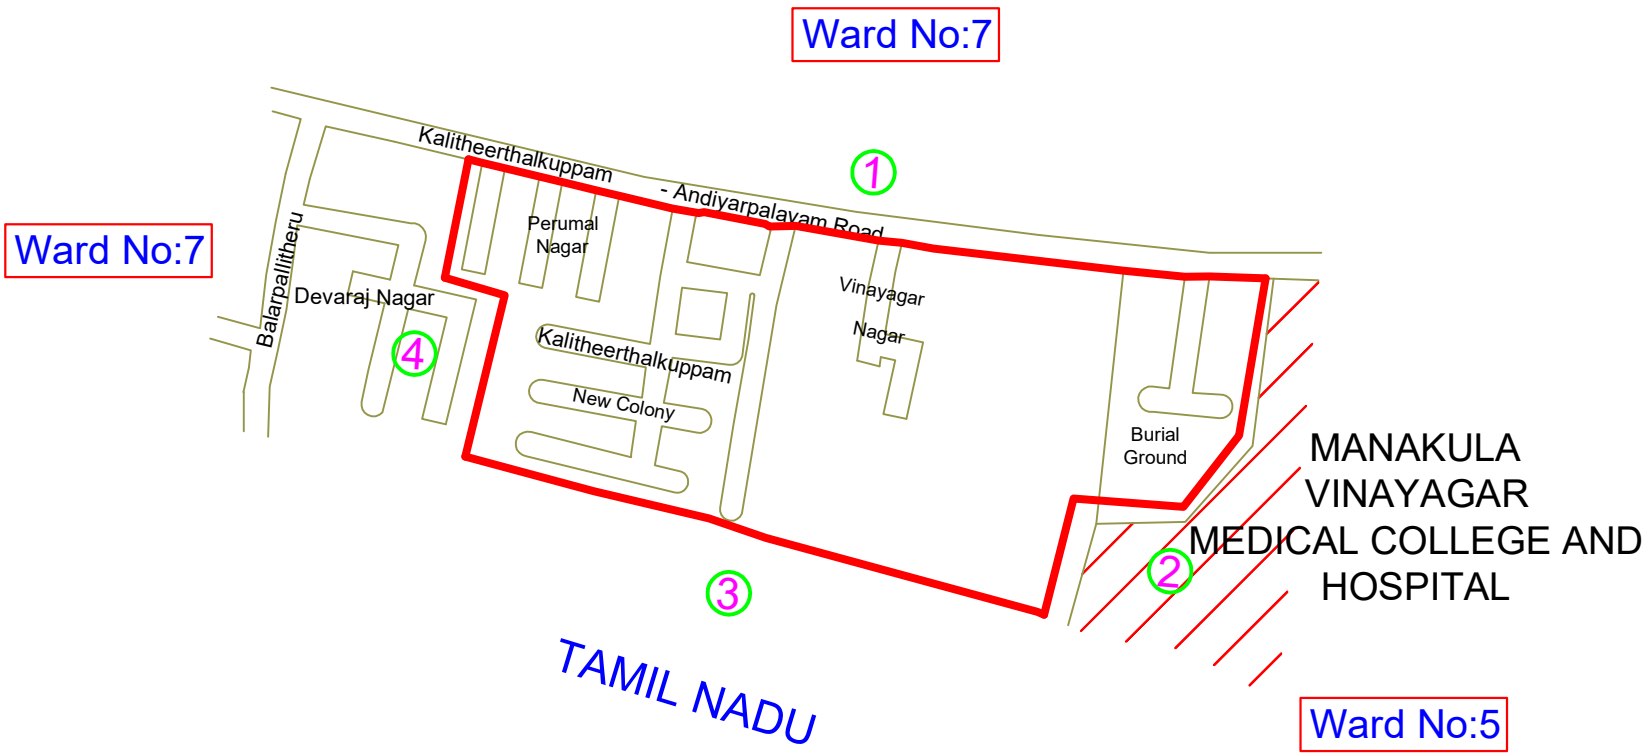 Ward No:7
Kalitheerthalkuppam
- Andiyarpalayam Road
1
Ward No:7
Balarpallitheru
Devaraj Nagar
4
Perumal
Nagar
Vinayagar
Nagar
Kalitheerthalkuppam
New Colony
Burial
Ground
MANAKULA
VINAYAGAR
MEDICAL COLLEGE AND
HOSPITAL
2
3
TAMIL NADU
Ward No:5